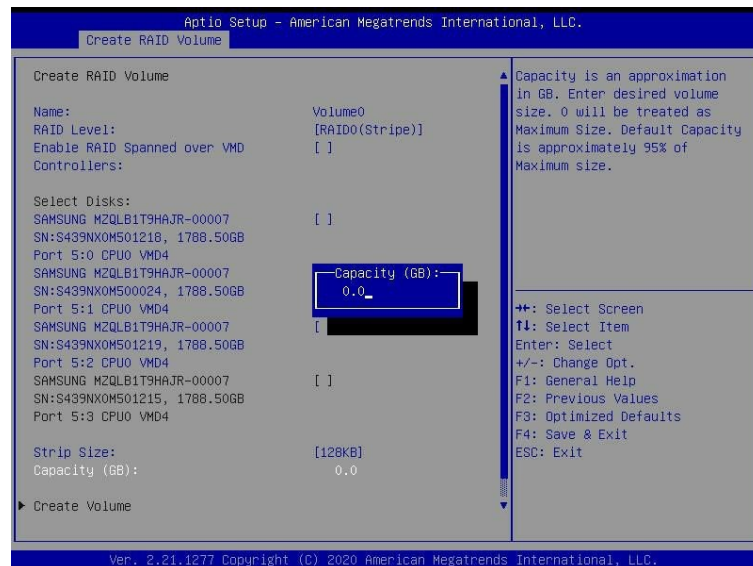 Aptio Setup – American Megatrends International, LLC.
Create RAID Volume
Create RAID Volume
Name: Volume0
RAID Level: [RAID0(Stripe)]
Enable RAID Spanned over VMD [ ]
Controllers:
Select Disks:
SAMSUNG MZQLB1T9HAJR-00007 [ ]
SN:S439NX0M501218, 1788.50GB
Port 5:0 CPU0 VMD4
SAMSUNG MZQLB1T9HAJR-00007
SN:S439NX0M500024, 1788.50GB
Port 5:1 CPU0 VMD4
SAMSUNG MZQLB1T9HAJR-00007 [
SN:S439NX0M501219, 1788.50GB
Port 5:2 CPU0 VMD4
SAMSUNG MZQLB1T9HAJR-00007 [ ]
SN:S439NX0M501215, 1788.50GB
Port 5:3 CPU0 VMD4
Strip Size: [128KB]
Capacity (GB): 0.0
Create Volume
Capacity (GB):
0.0_
Capacity is an approximation
in GB. Enter desired volume
size. 0 will be treated as
Maximum Size. Default Capacity
is approximately 95% of
Maximum size.
→←: Select Screen
↑↓: Select Item
Enter: Select
+/-: Change Opt.
F1: General Help
F2: Previous Values
F3: Optimized Defaults
F4: Save & Exit
ESC: Exit
Ver. 2.21.1277 Copyright (C) 2020 American Megatrends International, LLC.